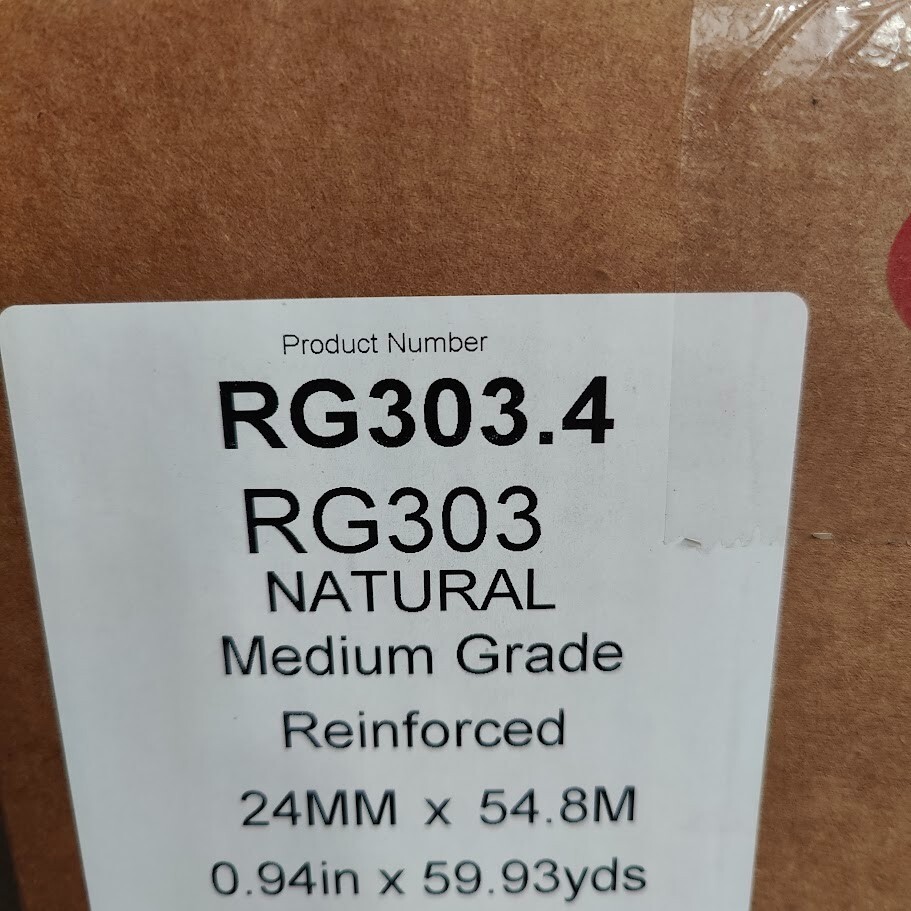 Product Number
RG303.4
RG303
NATURAL
Medium Grade
Reinforced
24MM x 54.8M
0.94in x 59.93yds